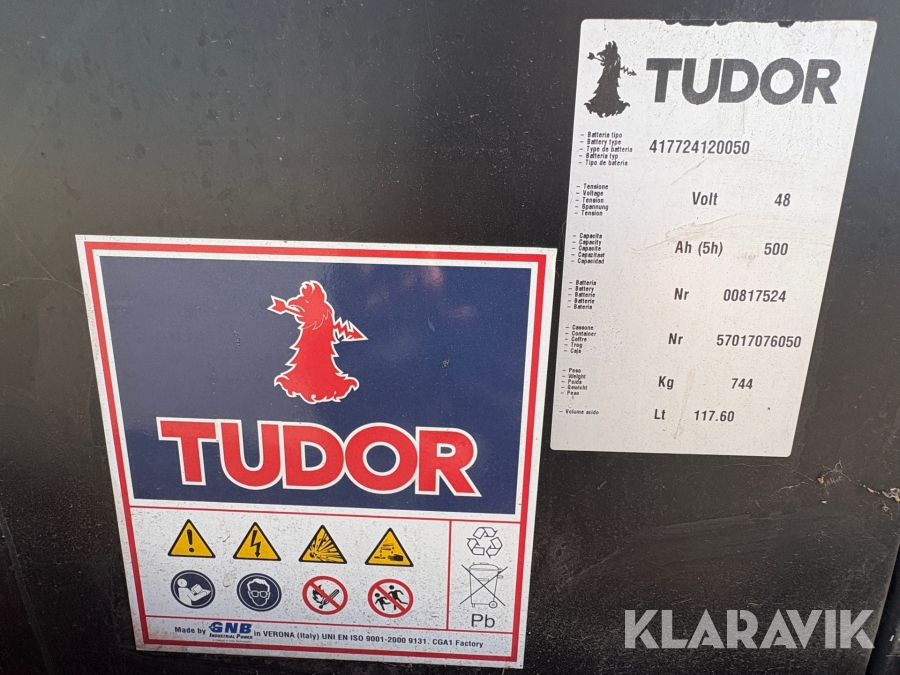 TUDOR
– Batteria tipo
– Battery type
– Type de batteria
– Batteria typ
– Tipo de bateria
417724120050
– Tensione
– Voltage
– Tension
– Spannung
– Tension
Volt 48
– Capacita
– Capacity
– Capacité
– Capazitaet
– Capacidad
Ah (5h) 500
– Batteria
– Battery
– Batterie
– Batterie
– Bateria
Nr 00817524
– Cassone
– Container
– Coffre
– Trog
– Caja
Nr 57017076050
– Peso
– Weight
– Poids
– Gewicht
– Peso
Kg 744
– Volume acido
Lt 117.60
TUDOR
Pb
Made by GNB INDUSTRIAL POWER in VERONA (Italy) UNI EN ISO 9001-2000 9131. CGA1 Factory
KLARAVIK